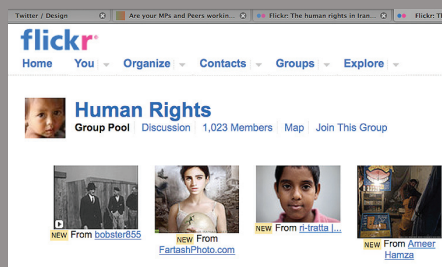 Twitter / Design
Are your MPs and Peers workin...
Flickr: The human rights in Iran...
Flickr: Th
flickr
Home You Organize Contacts Groups Explore
Human Rights
Group Pool Discussion 1,023 Members Map Join This Group
NEW From bobster855
NEW From FartashPhoto.com
NEW From ri-tratta |...
NEW From Ameer Hamza